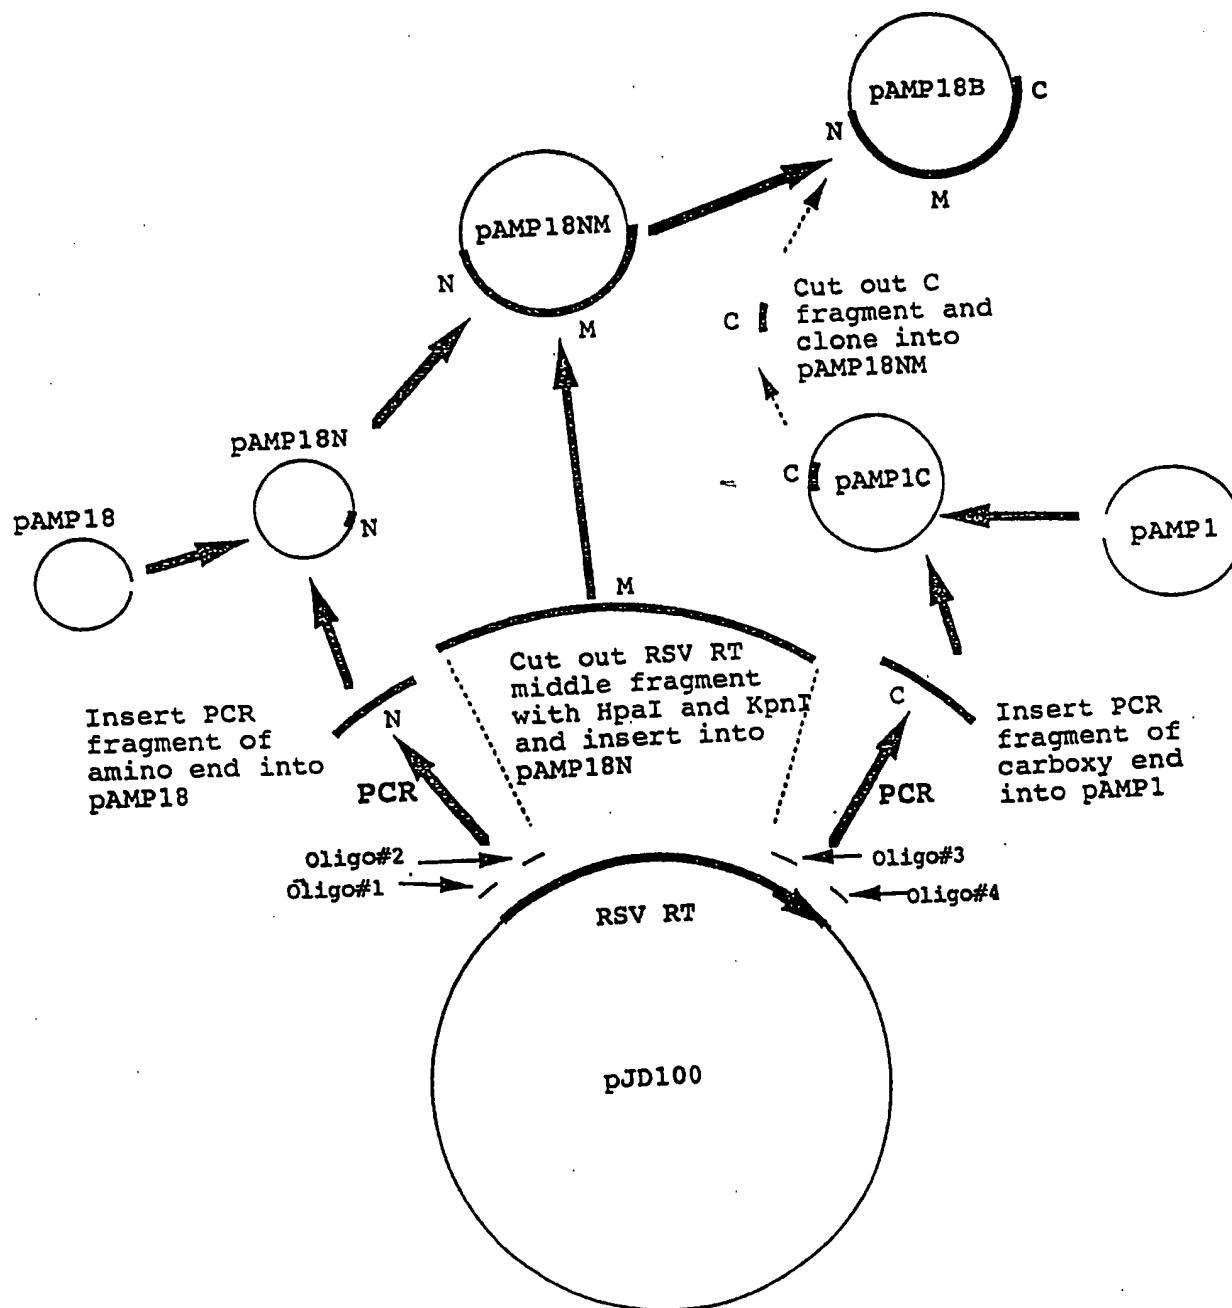 pAMP18B
C
N
M
pAMP18NM
N
M
C
Cut out C
fragment and
clone into
pAMP18NM
pAMP18N
N
pAMP18
C
pAMP1C
pAMP1
M
Cut out RSV RT
middle fragment
with HpaI and KpnI
and insert into
pAMP18N
N
C
Insert PCR
fragment of
amino end into
pAMP18
Insert PCR
fragment of
carboxy end
into pAMP1
PCR
PCR
Oligo#2
Oligo#1
Oligo#3
Oligo#4
RSV RT
pJD100